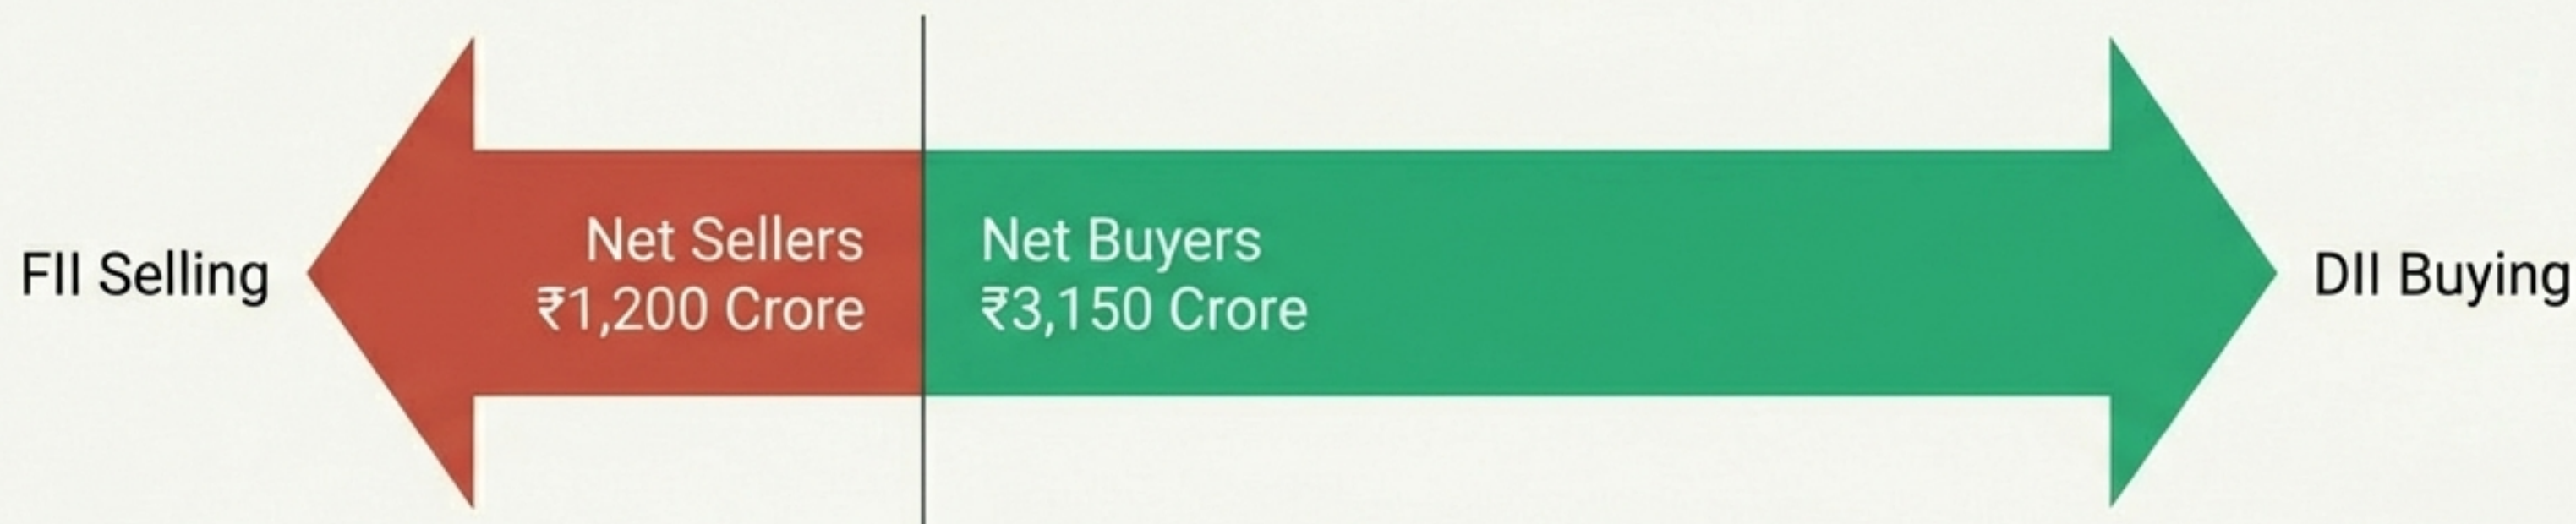 FII Selling
Net Sellers
₹1,200 Crore
Net Buyers
₹3,150 Crore
DII Buying